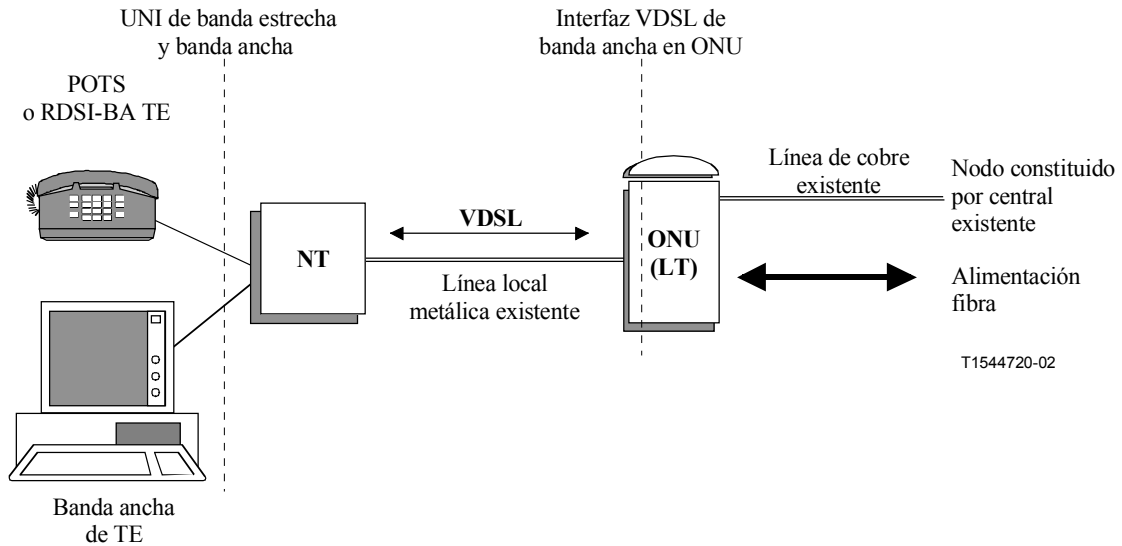 UNI de banda estrecha
y banda ancha
Interfaz VDSL de
banda ancha en ONU
POTS
o RDSI-BA TE
Línea de cobre
existente
Nodo constituido
por central
existente
VDSL
NT
ONU
(LT)
Línea local
metálica existente
Alimentación
fibra
T1544720-02
Banda ancha
de TE